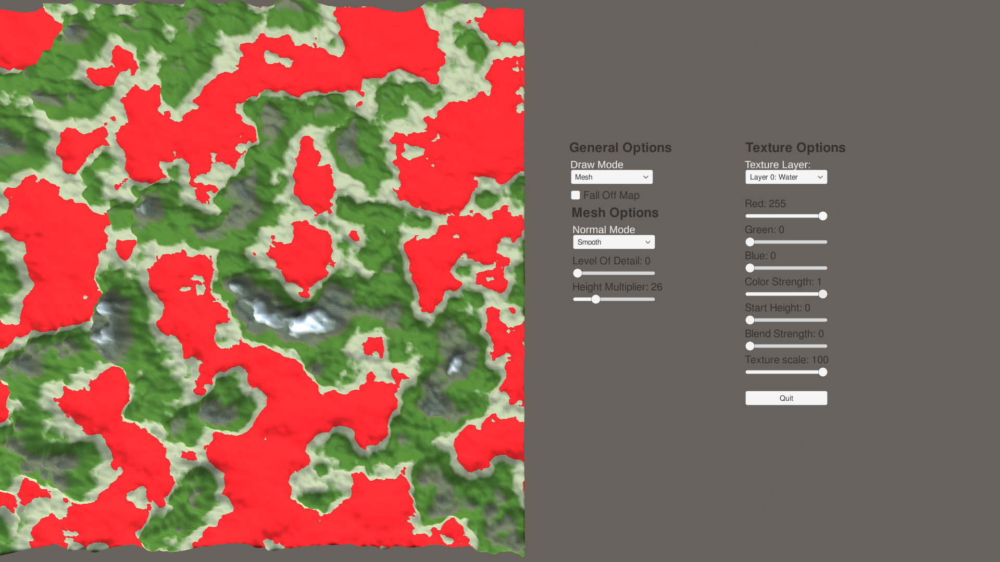 General Options
Draw Mode
Mesh
Fall Off Map
Mesh Options
Normal Mode
Smooth
Level Of Detail: 0
Height Multiplier: 26
Texture Options
Texture Layer:
Layer 0: Water
Red: 255
Green: 0
Blue: 0
Color Strength: 1
Start Height: 0
Blend Strength: 0
Texture scale: 100
Quit